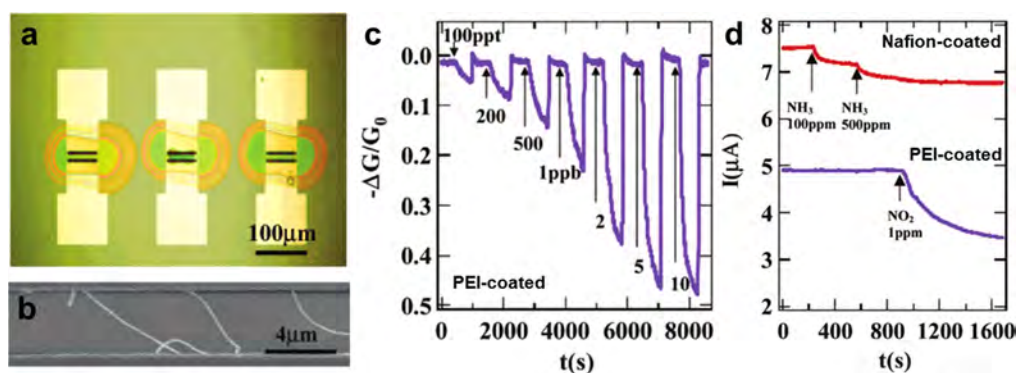 a
100μm
b
4μm
c
100ppt
200
500
1ppb
2
5
10
PEI-coated
-ΔG/G₀
0.0
0.1
0.2
0.3
0.4
0.5
0 2000 4000 6000 8000
t(s)
d
Nafion-coated
NH₃
100ppm
NH₃
500ppm
PEI-coated
NO₂
1ppm
I(μA)
8
7
6
5
4
3
2
0 400 800 1200 1600
t(s)